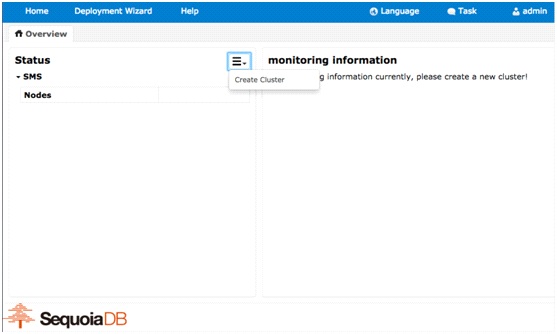 Home Deployment Wizard Help Language Task admin
Overview
Status
SMS
Nodes
Create Cluster
monitoring information
g information currently, please create a new cluster!
SequoiaDB